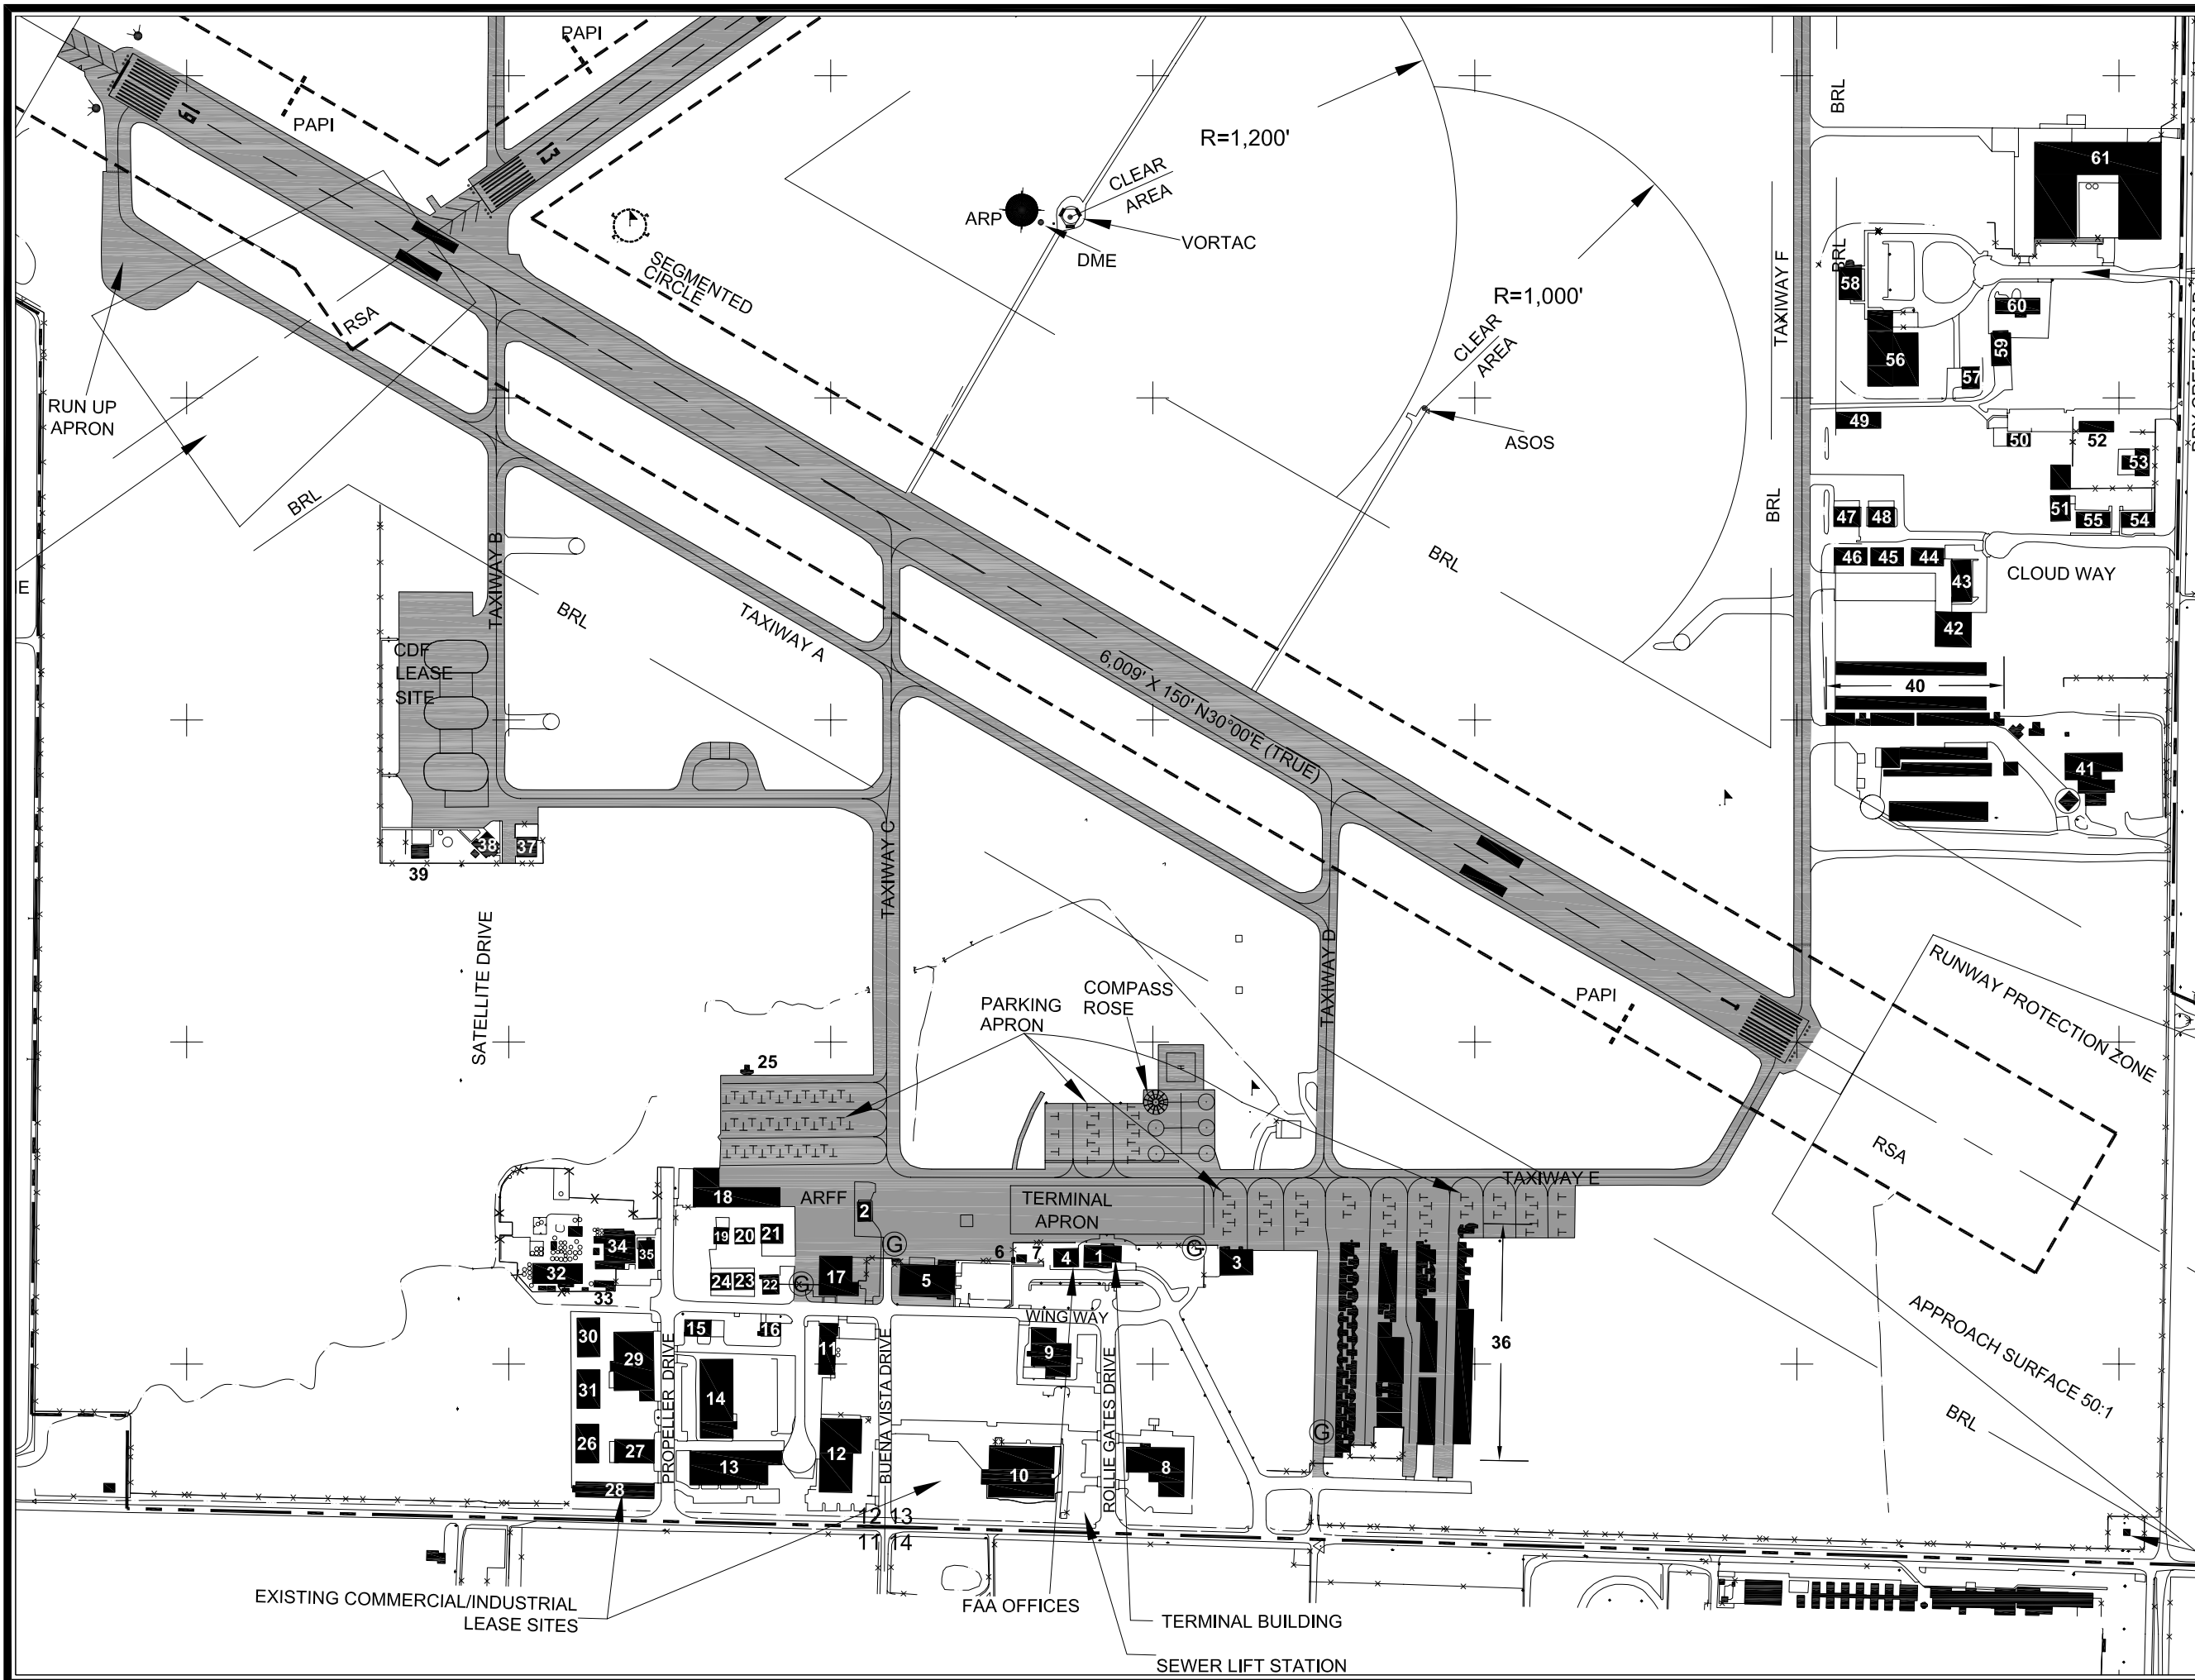 PAPI
PAPI
19
13
R=1,200'
CLEAR
AREA
ARP
VORTAC
DME
SEGMENTED
CIRCLE
R=1,000'
CLEAR
AREA
ASOS
BRL
BRL
TAXIWAY F
BRL
61
58
60
56
59
57
RSA
RUN UP
APRON
BRL
49
50
52
53
51
55
54
47
48
46
45
44
43
CLOUD WAY
42
40
41
TAXIWAY B
BRL
TAXIWAY A
BRL
6,009' X 150' N30°00'E (TRUE)
CDF
LEASE
SITE
E
38
37
39
TAXIWAY C
SATELLITE DRIVE
TAXIWAY D
PARKING
APRON
COMPASS
ROSE
PAPI
1
RUNWAY PROTECTION ZONE
RSA
APPROACH SURFACE 50:1
BRL
25
H
18
ARFF
2
TERMINAL
APRON
TAXIWAY E
19
20
21
34
35
32
33
24
23
22
G
17
G
5
6
7
4
1
G
3
WING WAY
30
29
31
26
27
28
15
16
11
14
13
12
PROPELLER DRIVE
BUENA VISTA DRIVE
9
10
ROLLIE GATES DRIVE
8
36
G
12 13
11 14
EXISTING COMMERCIAL/INDUSTRIAL
LEASE SITES
FAA OFFICES
TERMINAL BUILDING
SEWER LIFT STATION